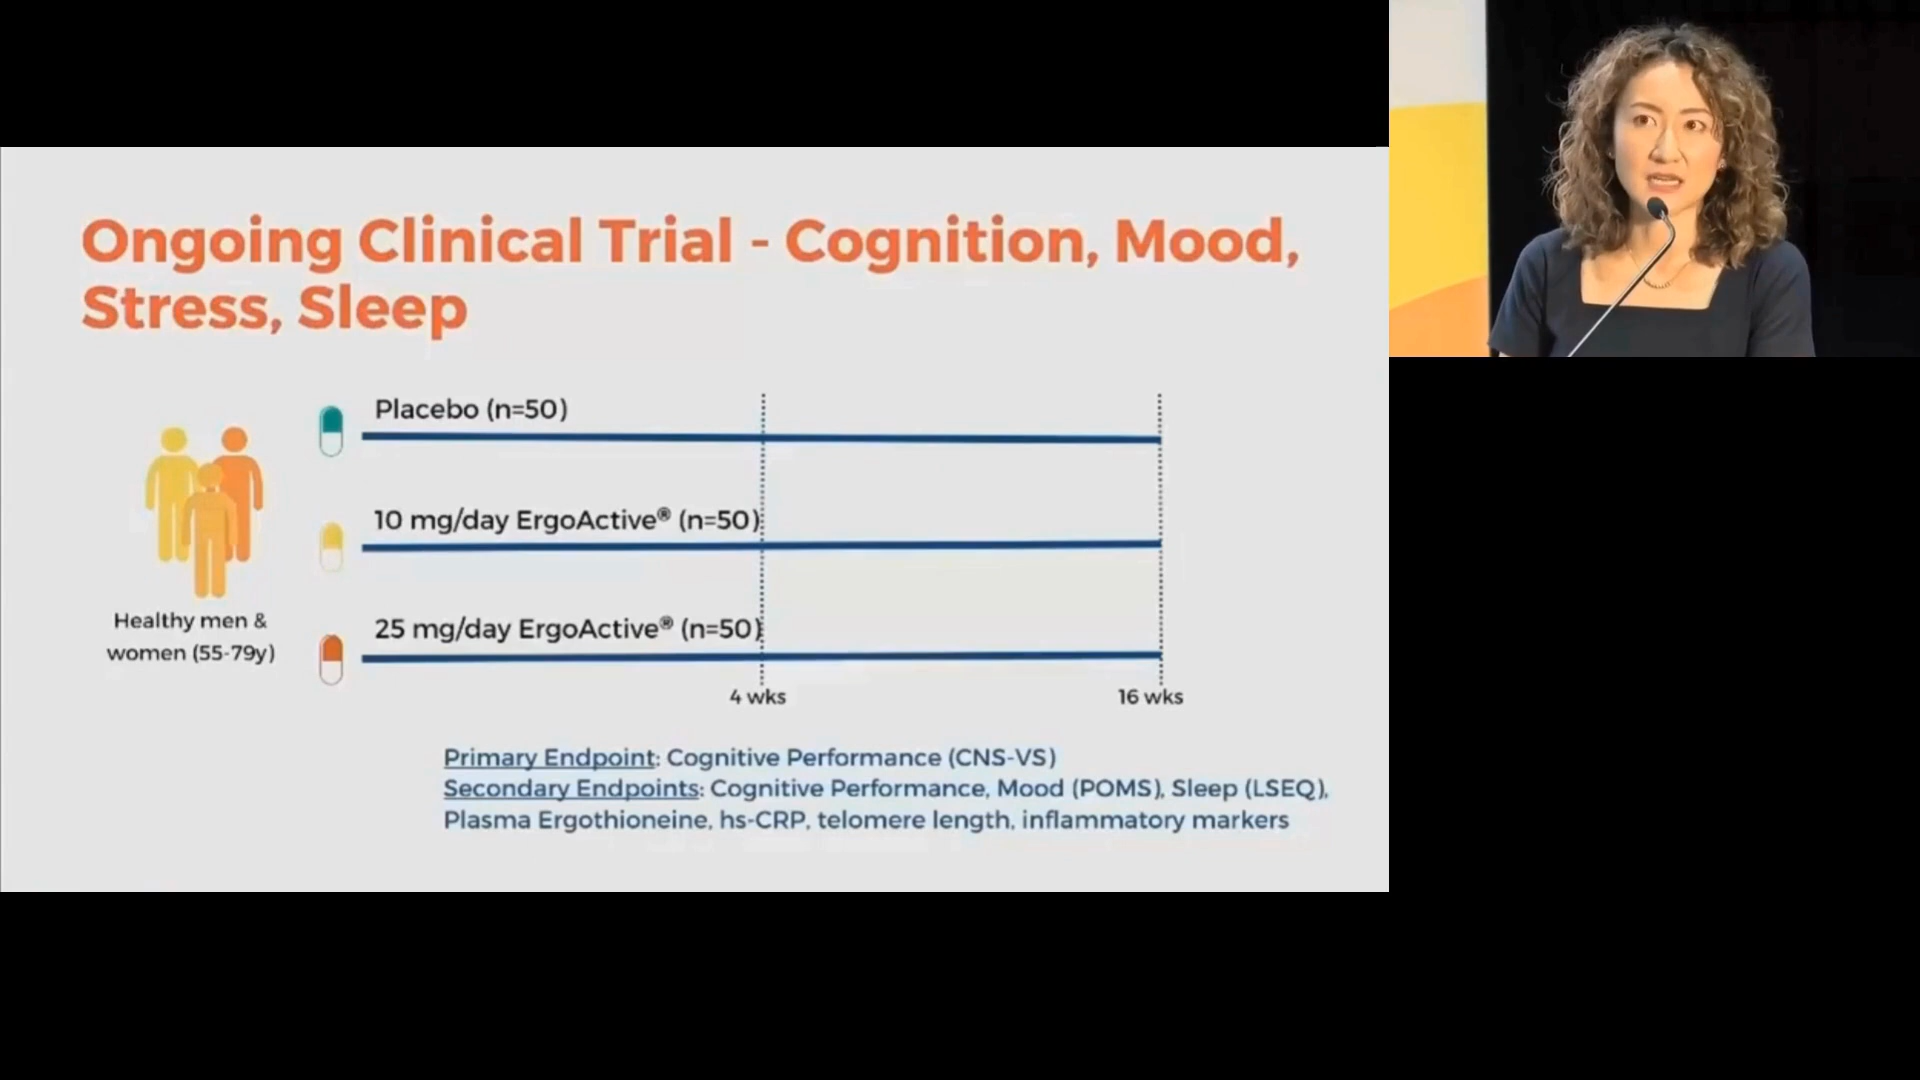 Ongoing Clinical Trial - Cognition, Mood,
Stress, Sleep
Placebo (n=50)
10 mg/day ErgoActive® (n=50)
25 mg/day ErgoActive® (n=50)
Healthy men &
women (55-79y)
4 wks
16 wks
Primary Endpoint: Cognitive Performance (CNS-VS)
Secondary Endpoints: Cognitive Performance, Mood (POMS), Sleep (LSEQ),
Plasma Ergothioneine, hs-CRP, telomere length, inflammatory markers